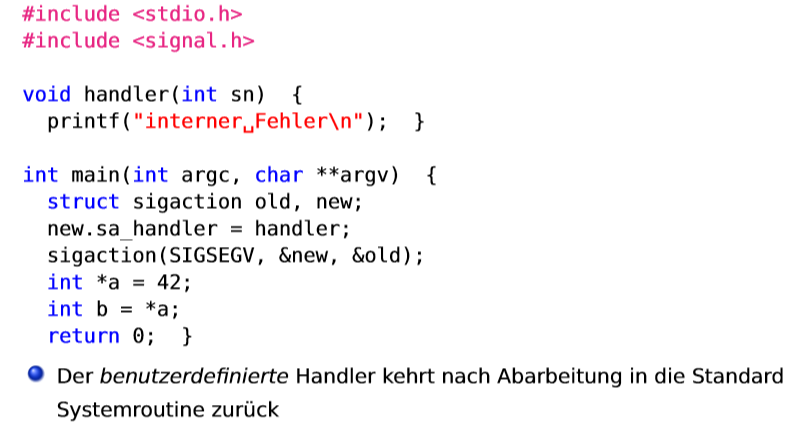 #include <stdio.h>
#include <signal.h>
void handler(int sn)  {
  printf("interner␣Fehler\n");  }
int main(int argc, char **argv)  {
  struct sigaction old, new;
  new.sa_handler = handler;
  sigaction(SIGSEGV, &new, &old);
  int *a = 42;
  int b = *a;
  return 0;  }
Der benutzerdefinierte Handler kehrt nach Abarbeitung in die Standard
Systemroutine zurück